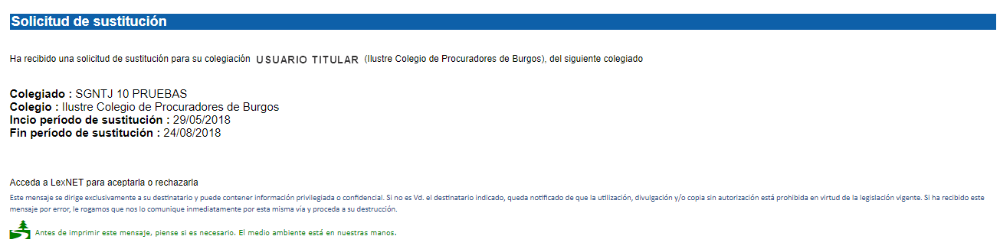 Solicitud de sustitución
Ha recibido una solicitud de sustitución para su colegiación USUARIO TITULAR (Ilustre Colegio de Procuradores de Burgos), del siguiente colegiado
Colegiado : SGNTJ 10 PRUEBAS
Colegio : Ilustre Colegio de Procuradores de Burgos
Incio período de sustitución : 29/05/2018
Fin período de sustitución : 24/08/2018
Acceda a LexNET para aceptarla o rechazarla
Este mensaje se dirige exclusivamente a su destinatario y puede contener información privilegiada o confidencial. Si no es Vd. el destinatario indicado, queda notificado de que la utilización, divulgación y/o copia sin autorización está prohibida en virtud de la legislación vigente. Si ha recibido este
mensaje por error, le rogamos que nos lo comunique inmediatamente por esta misma vía y proceda a su destrucción.
Antes de imprimir este mensaje, piense si es necesario. El medio ambiente está en nuestras manos.